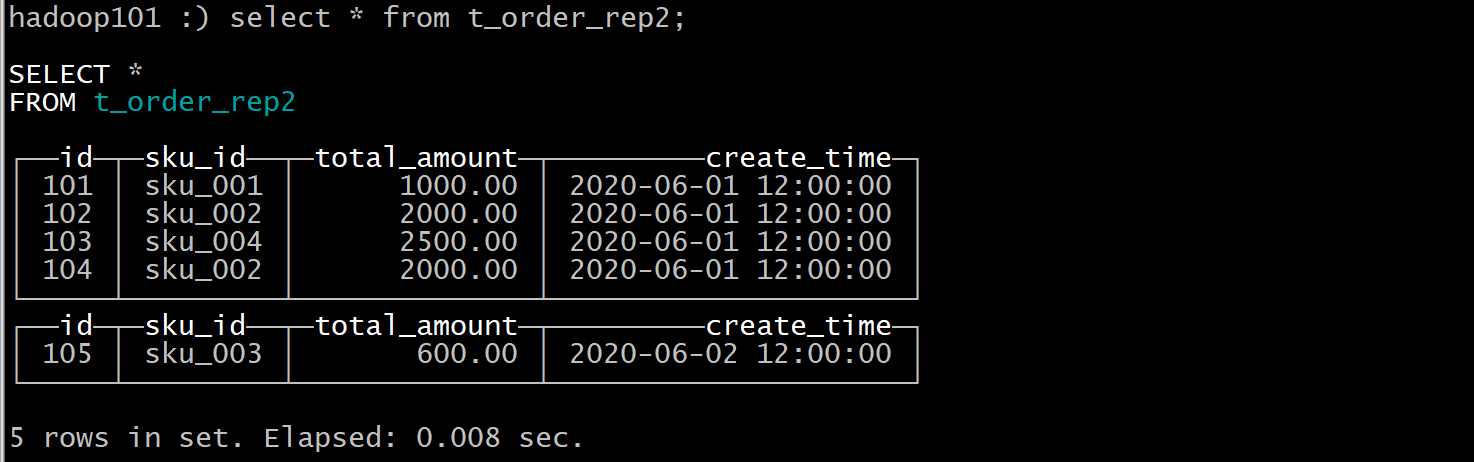 hadoop101 :) select * from t_order_rep2;
SELECT *
FROM t_order_rep2
┌──id─┬─sku_id──┬─total_amount─┬─────────create_time─┐
│ 101 │ sku_001 │ 1000.00 │ 2020-06-01 12:00:00 │
│ 102 │ sku_002 │ 2000.00 │ 2020-06-01 12:00:00 │
│ 103 │ sku_004 │ 2500.00 │ 2020-06-01 12:00:00 │
│ 104 │ sku_002 │ 2000.00 │ 2020-06-01 12:00:00 │
┌──id─┬─sku_id──┬─total_amount─┬─────────create_time─┐
│ 105 │ sku_003 │ 600.00 │ 2020-06-02 12:00:00 │
5 rows in set. Elapsed: 0.008 sec.